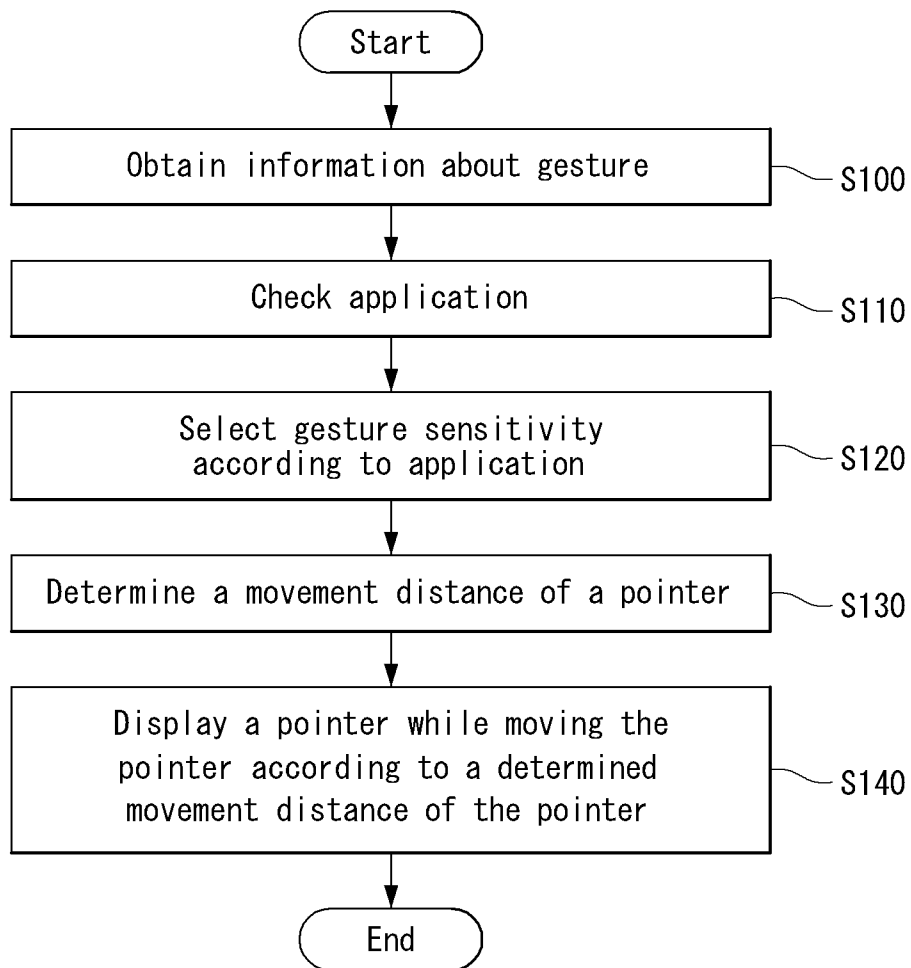 Start
Obtain information about gesture
S100
Check application
S110
Select gesture sensitivity
according to application
S120
Determine a movement distance of a pointer
S130
Display a pointer while moving the
pointer according to a determined
movement distance of the pointer
S140
End